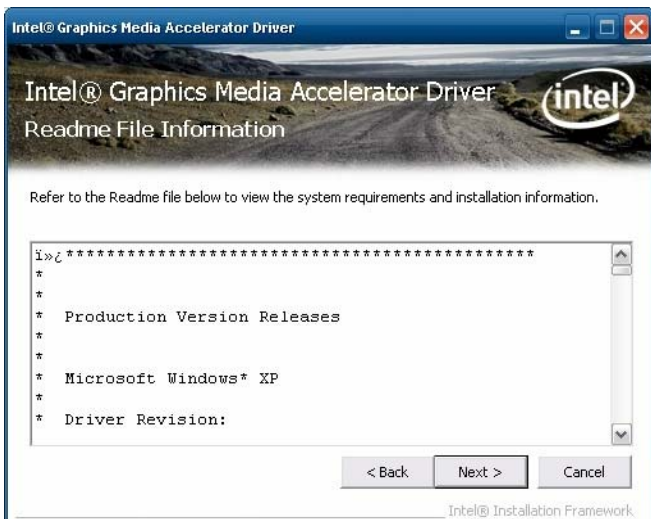 Intel® Graphics Media Accelerator Driver
Intel® Graphics Media Accelerator Driver
intel
Readme File Information
Refer to the Readme file below to view the system requirements and installation information.
ï»¿**********************************************
*
*
* Production Version Releases
*
*
* Microsoft Windows* XP
*
* Driver Revision:
< Back
Next >
Cancel
Intel® Installation Framework